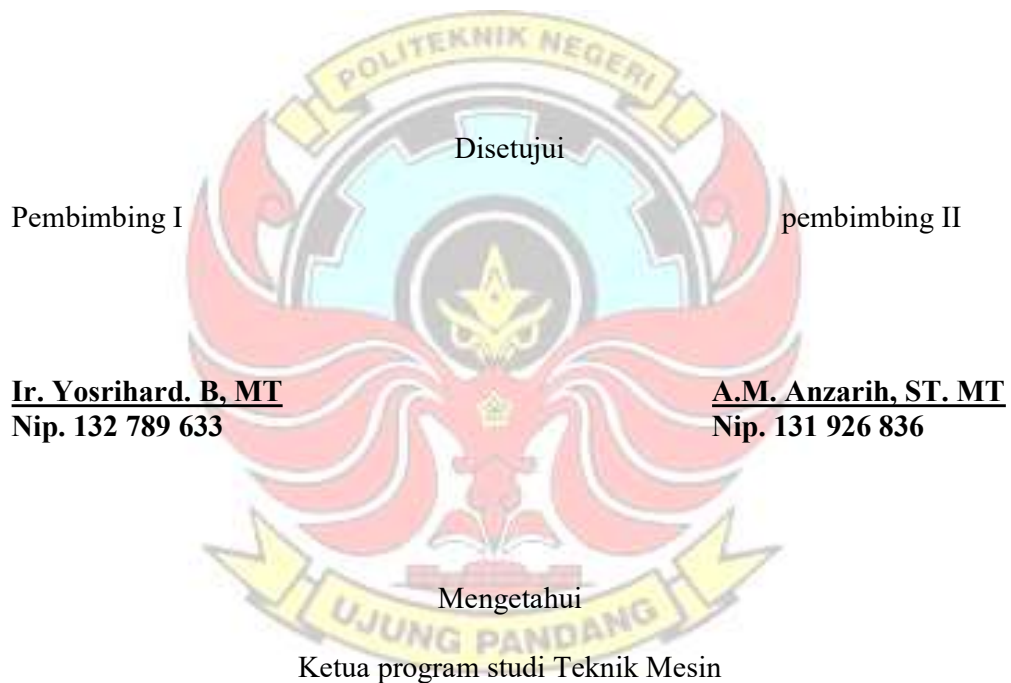 POLITEKNIK NEGERI
Disetujui
Pembimbing I pembimbing II
Ir. Yosrihard. B, MT A.M. Anzarih, ST. MT
Nip. 132 789 633 Nip. 131 926 836
Mengetahui
UJUNG PANDANG
Ketua program studi Teknik Mesin